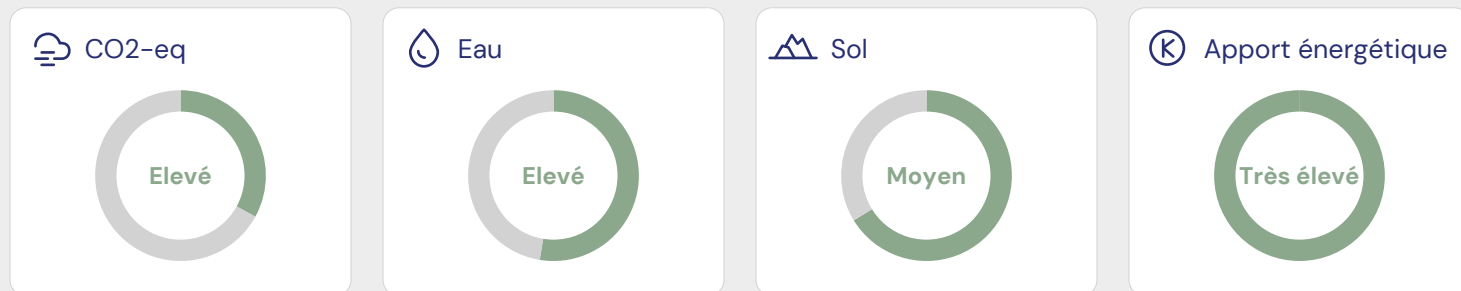 CO2-eq
Elevé
Eau
Elevé
Sol
Moyen
Apport énergétique
Très élevé